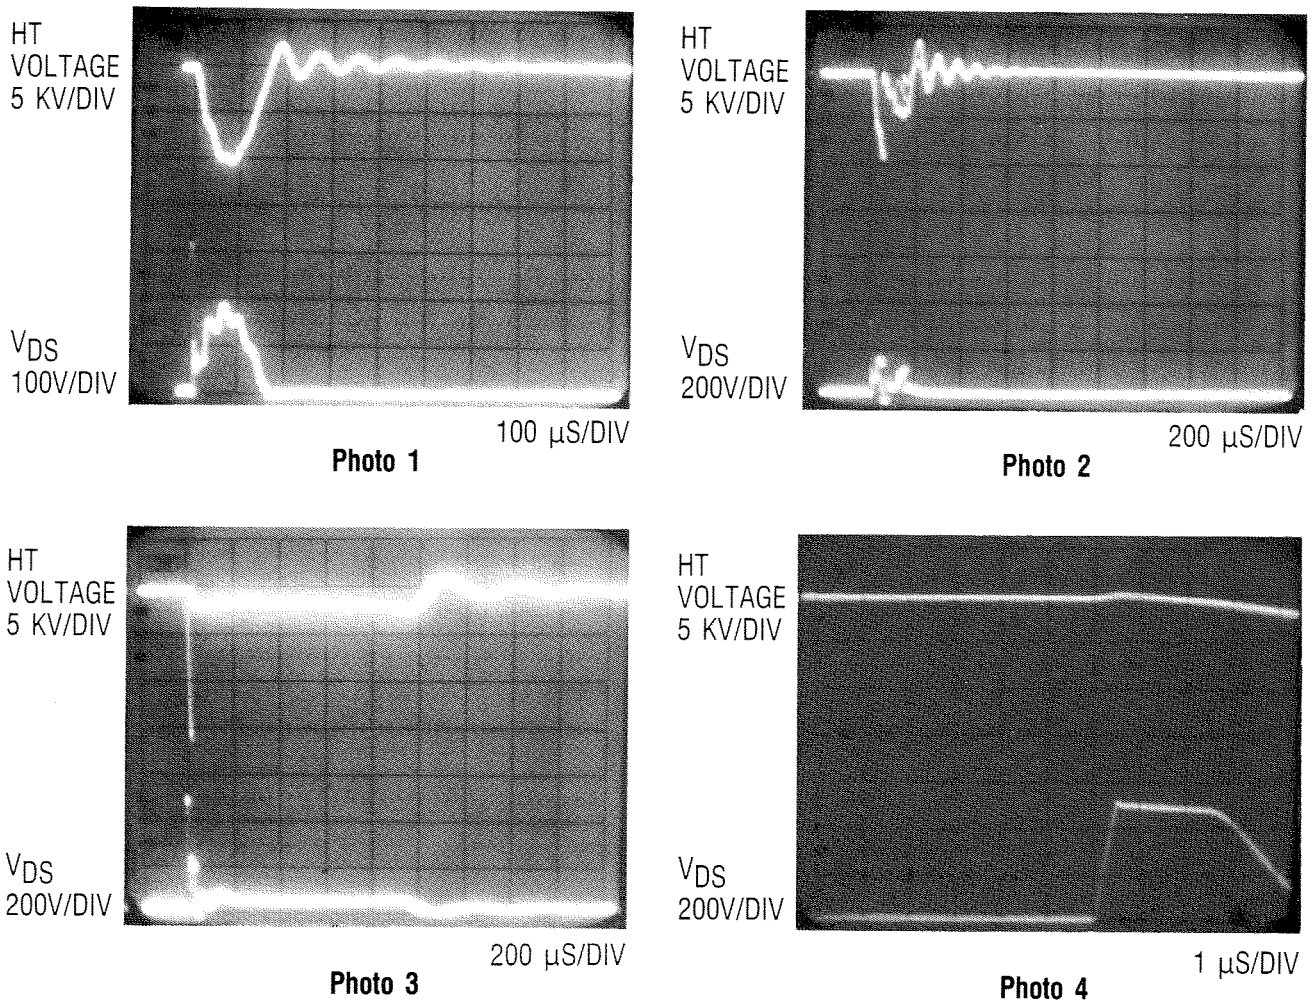 HT
VOLTAGE
5 KV/DIV
VDS
100V/DIV
100 µS/DIV
Photo 1
HT
VOLTAGE
5 KV/DIV
VDS
200V/DIV
200 µS/DIV
Photo 2
HT
VOLTAGE
5 KV/DIV
VDS
200V/DIV
200 µS/DIV
Photo 3
HT
VOLTAGE
5 KV/DIV
VDS
200V/DIV
1 µS/DIV
Photo 4